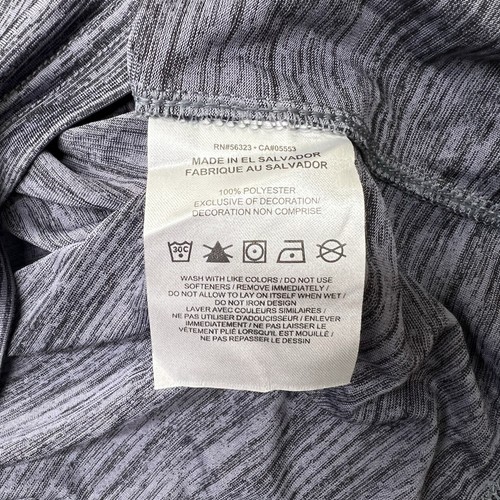 RN#56323 • CA#05553
MADE IN EL SALVADOR
FABRIQUE AU SALVADOR
100% POLYESTER
EXCLUSIVE OF DECORATION/
DECORATION NON COMPRISE
30C
WASH WITH LIKE COLORS / DO NOT USE
SOFTENERS / REMOVE IMMEDIATELY /
DO NOT ALLOW TO LAY ON ITSELF WHEN WET /
DO NOT IRON DESIGN
LAVER AVEC COULEURS SIMILAIRES /
NE PAS UTILISER D'ADOUCISSEUR / ENLEVER
IMMEDIATEMENT / NE PAS LAISSER LE
VÊTEMENT PLIÉ LORSQU'IL EST MOUILLÉ /
NE PAS REPASSER LE DESSIN